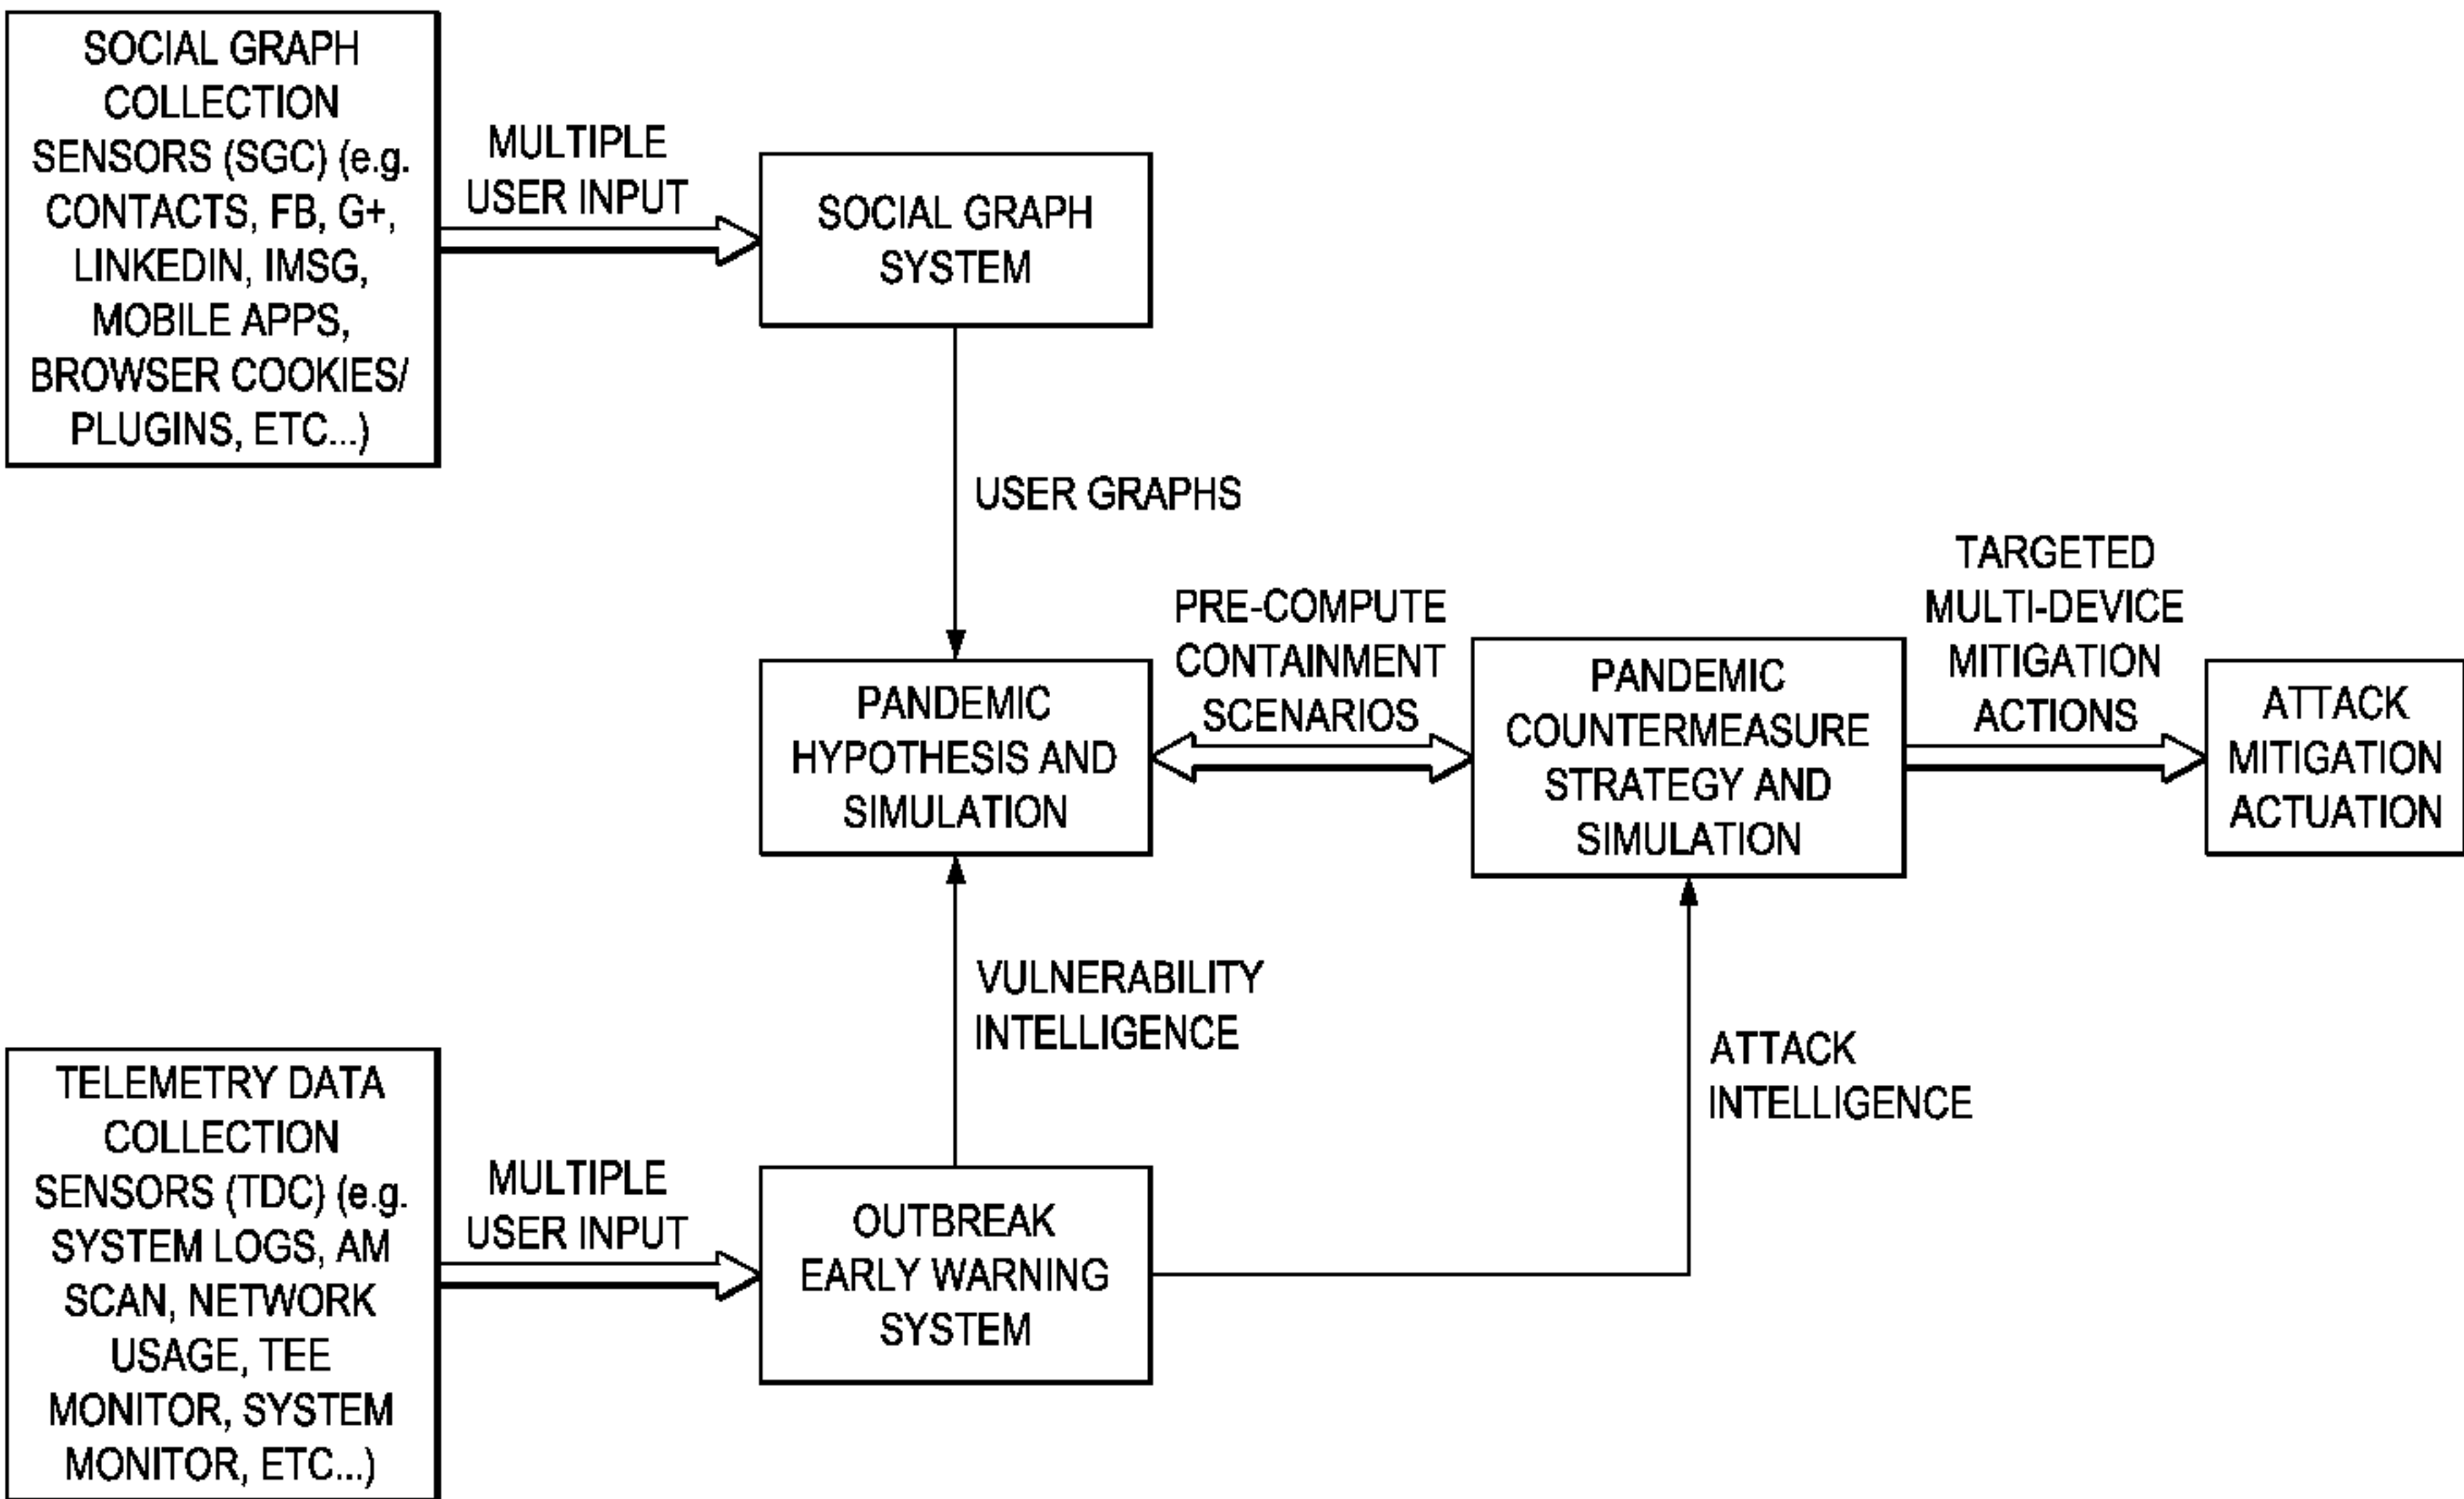 SOCIAL GRAPH
COLLECTION
SENSORS (SGC) (e.g.
CONTACTS, FB, G+,
LINKEDIN, IMSG,
MOBILE APPS,
BROWSER COOKIES/
PLUGINS, ETC...)
MULTIPLE
USER INPUT
SOCIAL GRAPH
SYSTEM
USER GRAPHS
PANDEMIC
HYPOTHESIS AND
SIMULATION
PRE-COMPUTE
CONTAINMENT
SCENARIOS
PANDEMIC
COUNTERMEASURE
STRATEGY AND
SIMULATION
TARGETED
MULTI-DEVICE
MITIGATION
ACTIONS
ATTACK
MITIGATION
ACTUATION
VULNERABILITY
INTELLIGENCE
ATTACK
INTELLIGENCE
TELEMETRY DATA
COLLECTION
SENSORS (TDC) (e.g.
SYSTEM LOGS, AM
SCAN, NETWORK
USAGE, TEE
MONITOR, SYSTEM
MONITOR, ETC...)
MULTIPLE
USER INPUT
OUTBREAK
EARLY WARNING
SYSTEM